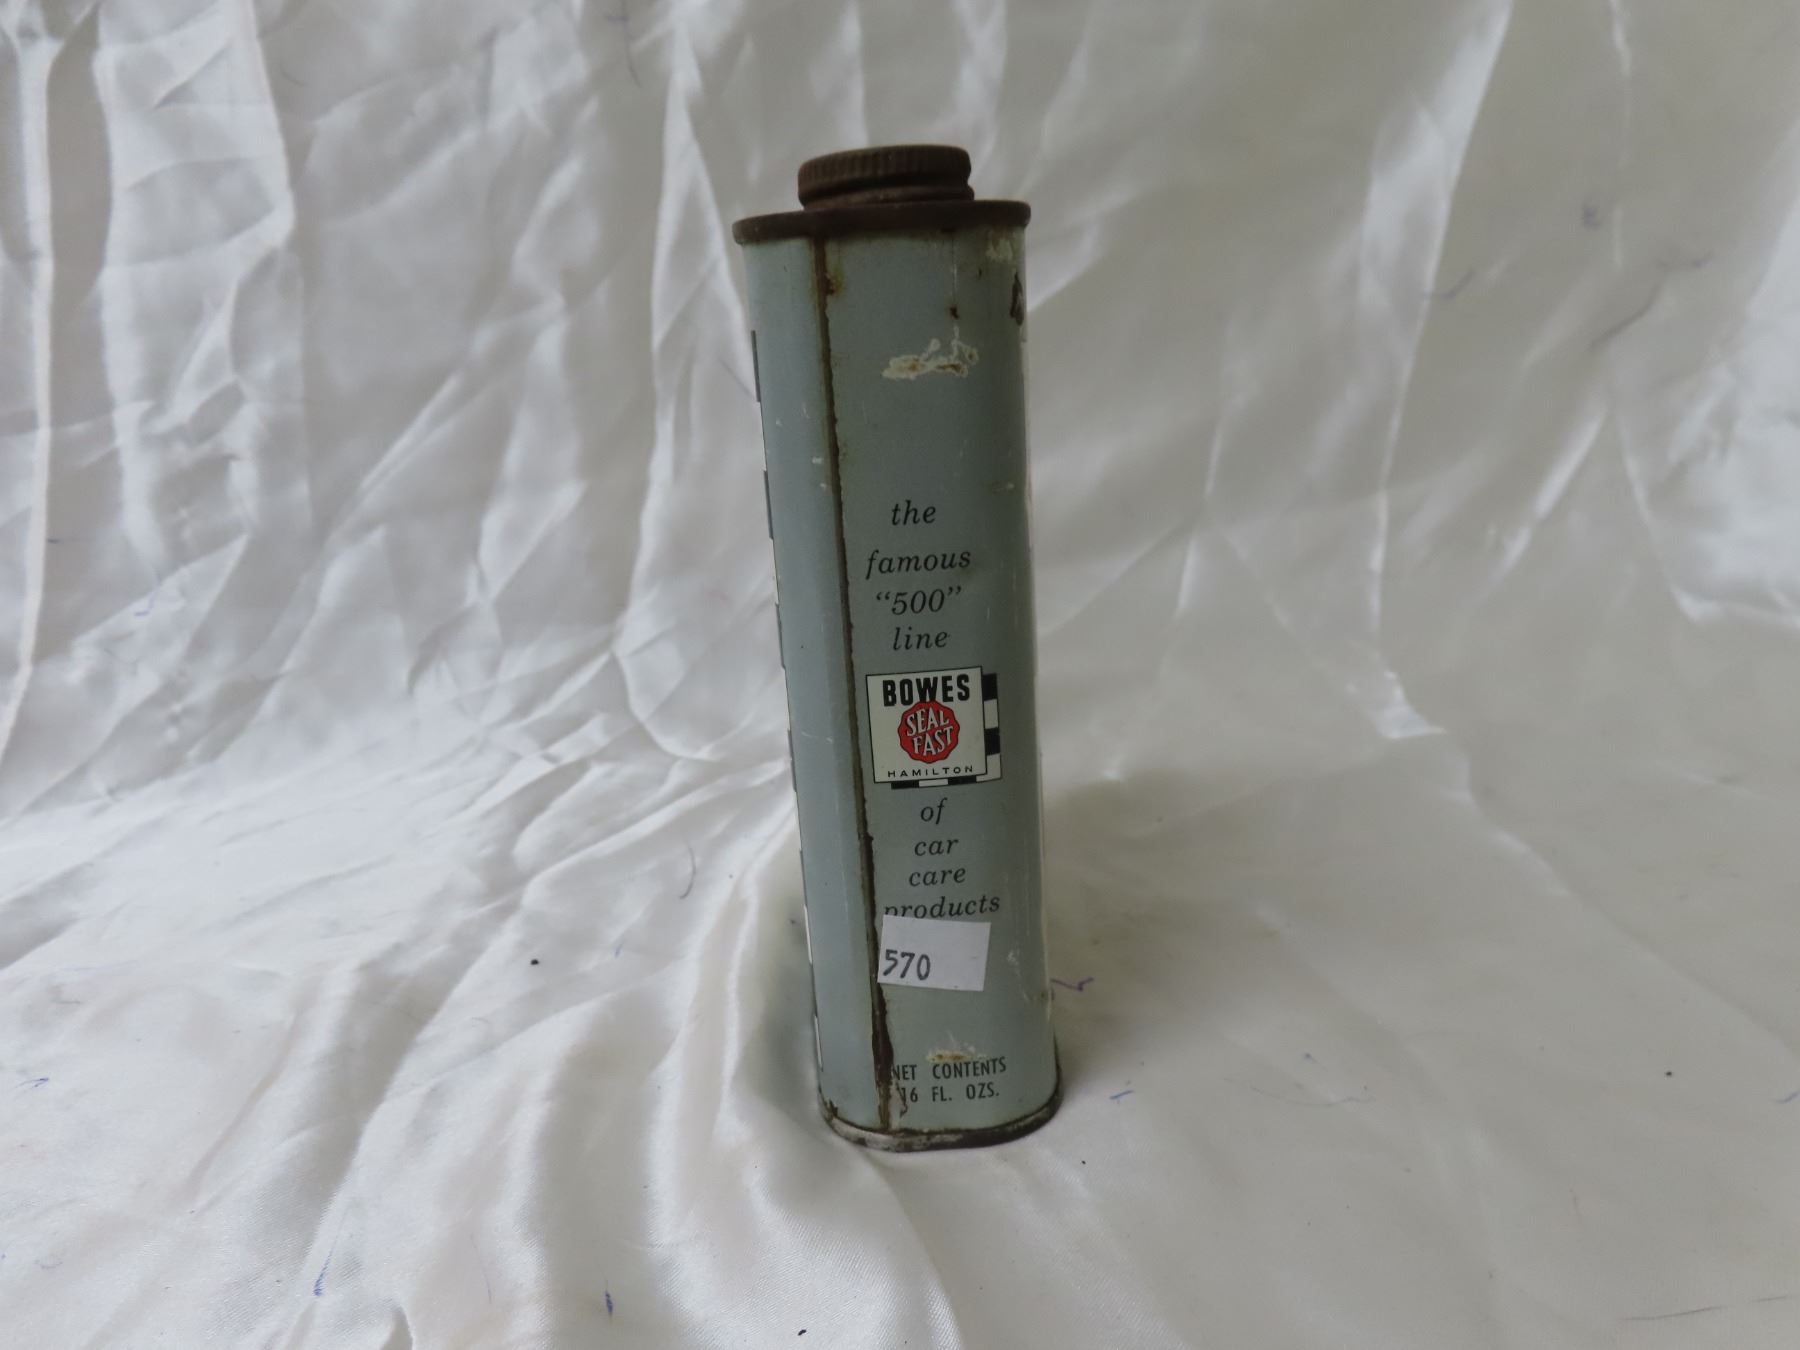 the
famous
“500”
line
BOWES
SEAL
FAST
HAMILTON
of
car
care
products
570
NET CONTENTS
16 FL. OZS.